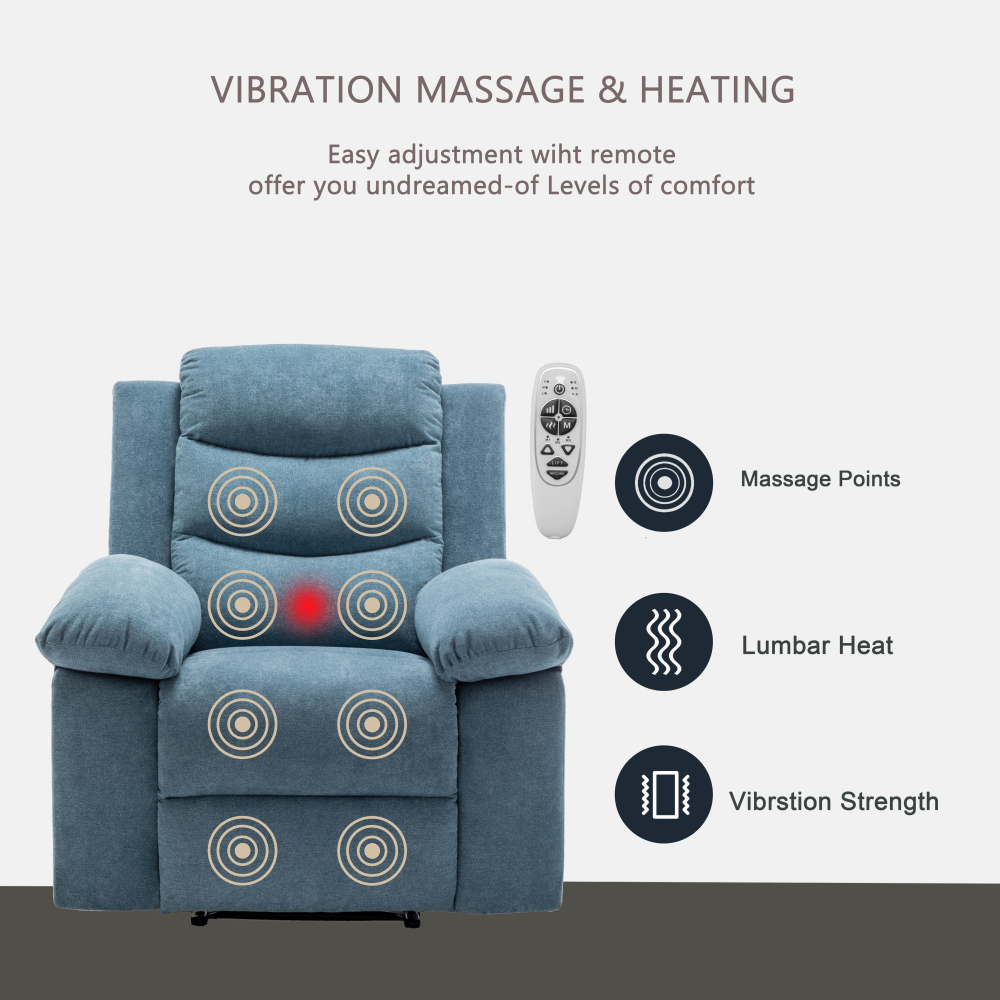 VIBRATION MASSAGE & HEATING
Easy adjustment wiht remote
offer you undreamed-of Levels of comfort
M
LIFT
Massage Points
Lumbar Heat
Vibrstion Strength